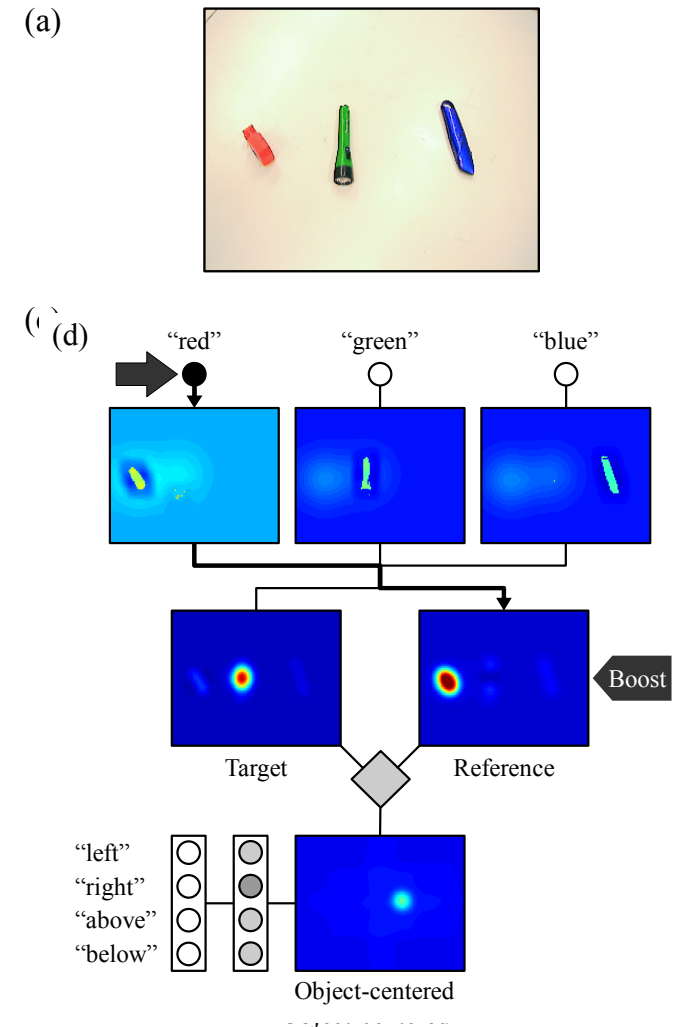 (a)
(d)
“red” “green” “blue”
Boost
Target Reference
“left”
“right”
“above”
“below”
Object-centered